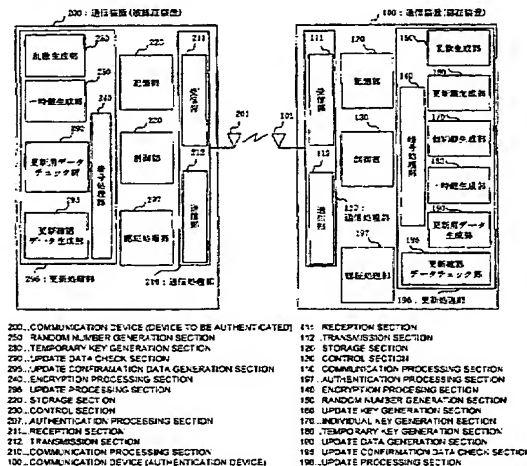 200：通信装置（被認証装置）
250
乱数生成部
280
一時鍵生成部
240
290
更新用データ
チェック部
295
更新確認
データ生成部
296：更新処理部
暗号処理部
220
記憶部
230
制御部
297
認証処理部
211
受信部
212
送信部
210：通信処理部
201
101
100：通信装置（認証装置）
111
受信部
112
送信部
110：通信処理部
120
記憶部
130
制御部
197
認証処理部
140
暗号処理部
150
乱数生成部
160
更新鍵生成部
170
個別鍵生成部
180
一時鍵生成部
190
更新用データ
生成部
195
更新確認
データチェック部
196：更新処理部
200...COMMUNICATION DEVICE (DEVICE TO BE AUTHENTICATED)
250 RANDOM NUMBER GENERATION SECTION
280...TEMPORARY KEY GENERATION SECTION
290...UPDATE DATA CHECK SECTION
295...UPDATE CONFIRMATION DATA GENERATION SECTION
240...ENCRYPTION PROCESSING SECTION
296 UPDATE PROCESSING SECTION
220...STORAGE SECTION
230...CONTROL SECTION
297...AUTHENTICATION PROCESSING SECTION
211...RECEPTION SECTION
212 TRANSMISSION SECTION
210...COMMUNICATION PROCESSING SECTION
100...COMMUNICATION DEVICE (AUTHENTICATION DEVICE)
111 RECEPTION SECTION
112 TRANSMISSION SECTION
120 STORAGE SECTION
130 CONTROL SECTION
110 COMMUNICATION PROCESSING SECTION
197 AUTHENTICATION PROCESSING SECTION
140 ENCRYPTION PROCESSING SECTION
150 RANDOM NUMBER GENERATION SECTION
160 UPDATE KEY GENERATION SECTION
170...INDIVIDUAL KEY GENERATION SECTION
180 TEMPORARY KEY GENERATION SECTION
190 UPDATE DATA GENERATION SECTION
195 UPDATE CONFIRMATION DATA CHECK SECTION
196...UPDATE PROCESSING SECTION